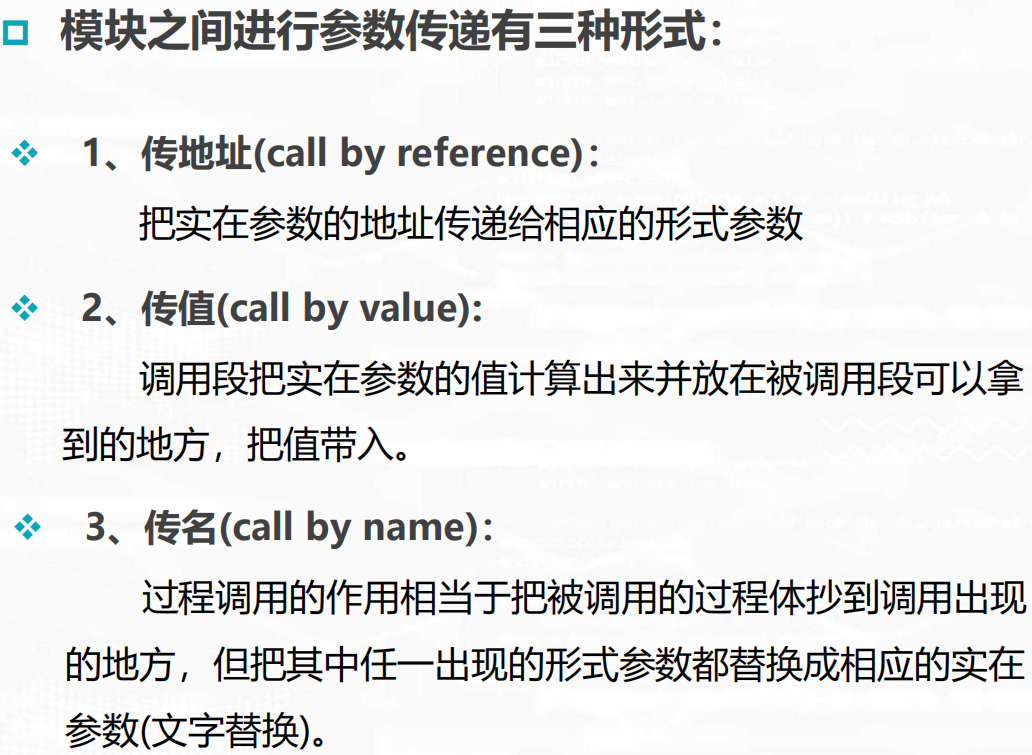 模块之间进行参数传递有三种形式：
1、传地址(call by reference)：
把实在参数的地址传递给相应的形式参数
2、传值(call by value):
调用段把实在参数的值计算出来并放在被调用段可以拿
到的地方，把值带入。
3、传名(call by name)：
过程调用的作用相当于把被调用的过程体抄到调用出现
的地方，但把其中任一出现的形式参数都替换成相应的实在
参数(文字替换)。